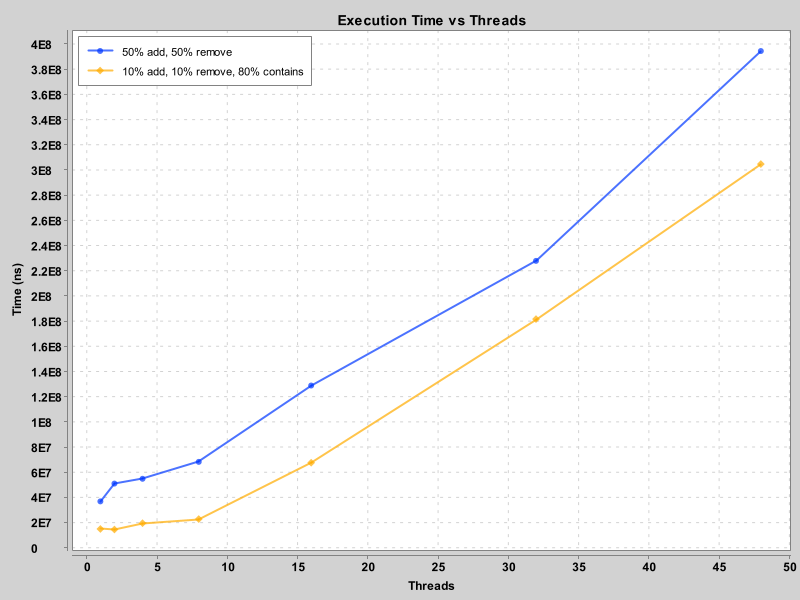 Execution Time vs Threads
50% add, 50% remove
10% add, 10% remove, 80% contains
Time (ns)
4E8
3.8E8
3.6E8
3.4E8
3.2E8
3E8
2.8E8
2.6E8
2.4E8
2.2E8
2E8
1.8E8
1.6E8
1.4E8
1.2E8
1E8
8E7
6E7
4E7
2E7
0
0 5 10 15 20 25 30 35 40 45 50
Threads